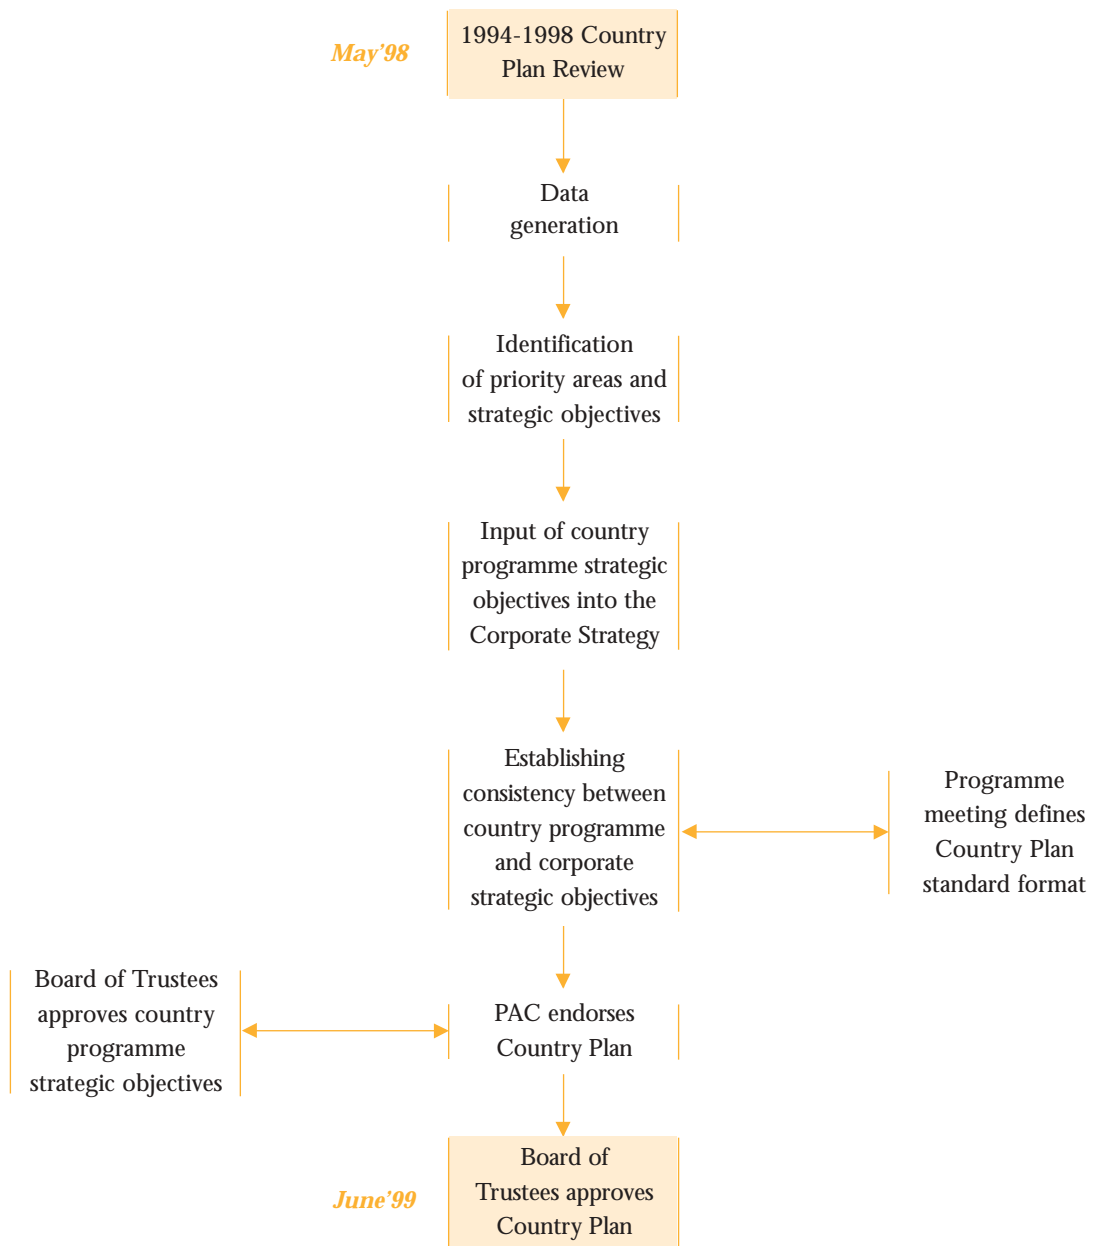 May'98
1994-1998 Country
Plan Review
Data
generation
Identification
of priority areas and
strategic objectives
Input of country
programme strategic
objectives into the
Corporate Strategy
Establishing
consistency between
country programme
and corporate
strategic objectives
Programme
meeting defines
Country Plan
standard format
Board of Trustees
approves country
programme
strategic objectives
PAC endorses
Country Plan
June'99
Board of
Trustees approves
Country Plan